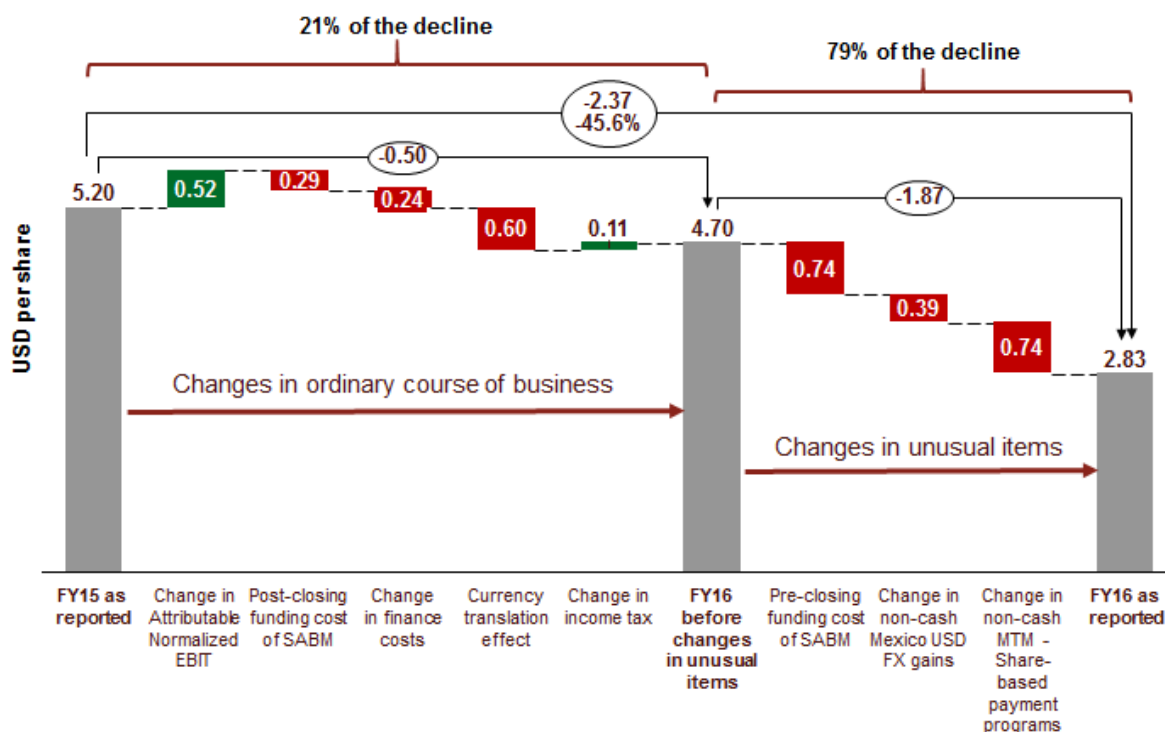 21% of the decline
79% of the decline
-2.37
-45.6%
-0.50
-1.87
5.20
0.52
0.29
0.24
0.60
0.11
4.70
0.74
0.39
0.74
2.83
USD per share
Changes in ordinary course of business
Changes in unusual items
FY15 as
reported
Change in
Attributable
Normalized
EBIT
Post-closing
funding cost
of SABM
Change
in finance
costs
Currency
translation
effect
Change in
income tax
FY16
before
changes
in unusual
items
Pre-closing
funding cost
of SABM
Change in
non-cash
Mexico USD
FX gains
Change in
non-cash
MTM -
Share-
based
payment
programs
FY16 as
reported